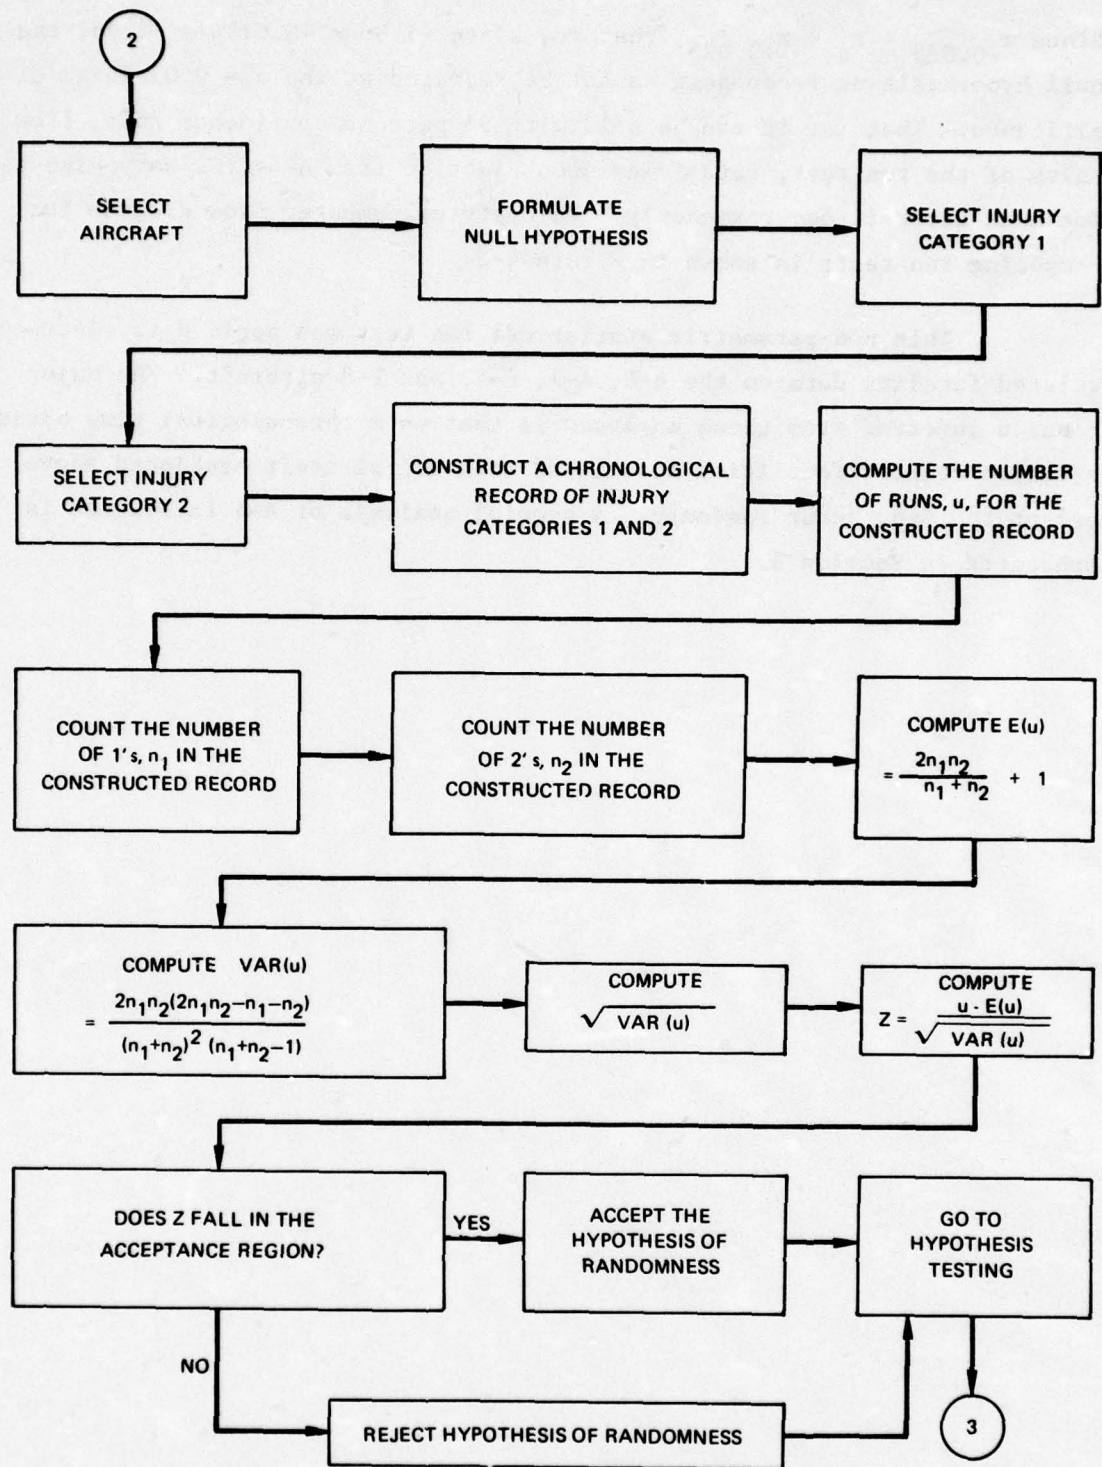 2
SELECT
AIRCRAFT
FORMULATE
NULL HYPOTHESIS
SELECT INJURY
CATEGORY 1
SELECT INJURY
CATEGORY 2
CONSTRUCT A CHRONOLOGICAL
RECORD OF INJURY
CATEGORIES 1 AND 2
COMPUTE THE NUMBER
OF RUNS, u, FOR THE
CONSTRUCTED RECORD
COUNT THE NUMBER
OF 1's, n₁ IN THE
CONSTRUCTED RECORD
COUNT THE NUMBER
OF 2's, n₂ IN THE
CONSTRUCTED RECORD
COMPUTE E(u)
= 2n₁n₂ / n₁ + n₂ + 1
COMPUTE VAR(u)
= 2n₁n₂(2n₁n₂−n₁−n₂) / (n₁+n₂)² (n₁+n₂−1)
COMPUTE
√VAR (u)
COMPUTE
Z = u - E(u) / √VAR (u)
DOES Z FALL IN THE
ACCEPTANCE REGION?
YES
ACCEPT THE
HYPOTHESIS OF
RANDOMNESS
GO TO
HYPOTHESIS
TESTING
NO
REJECT HYPOTHESIS OF RANDOMNESS
3